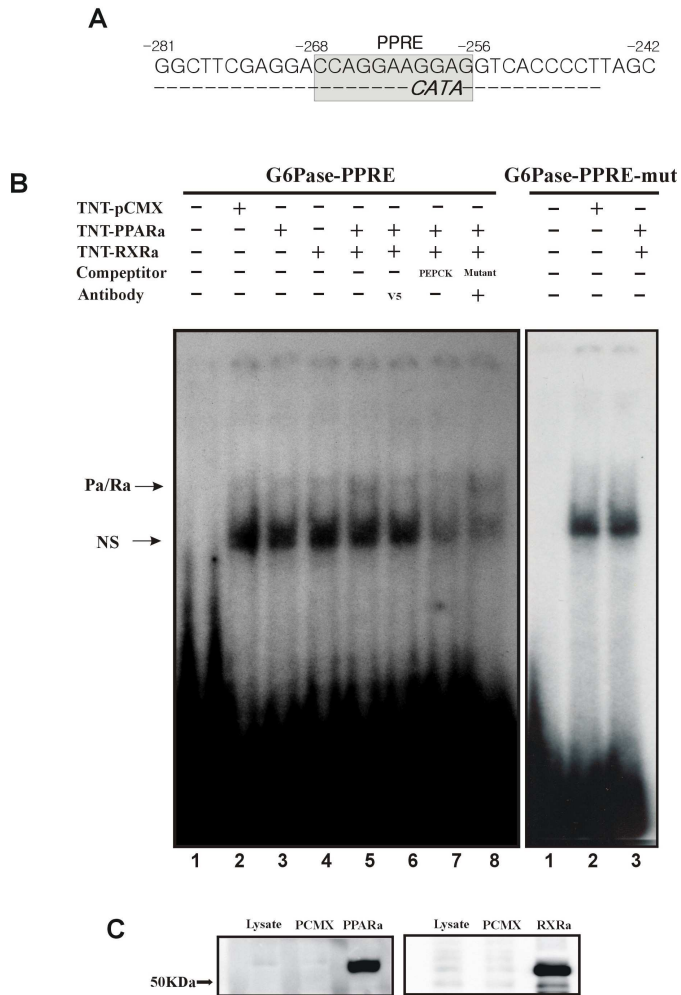 A
PPRE
−281 −268 −256 −242
GGCTTCGAGGACCAGGAAGGAGGTCACCCCTTAGC
CATA
B
G6Pase-PPRE G6Pase-PPRE-mut
TNT-pCMX − + − − − − − − − + −
TNT-PPARa − − + − + + + + − − +
TNT-RXRa − − − + + + + + − − +
Compeptitor − − − − − − PEPCK Mutant − − −
Antibody − − − − − V5 − + − − −
Pa/Ra
NS
1 2 3 4 5 6 7 8 1 2 3
C
Lysate PCMX PPARa Lysate PCMX RXRa
50KDa